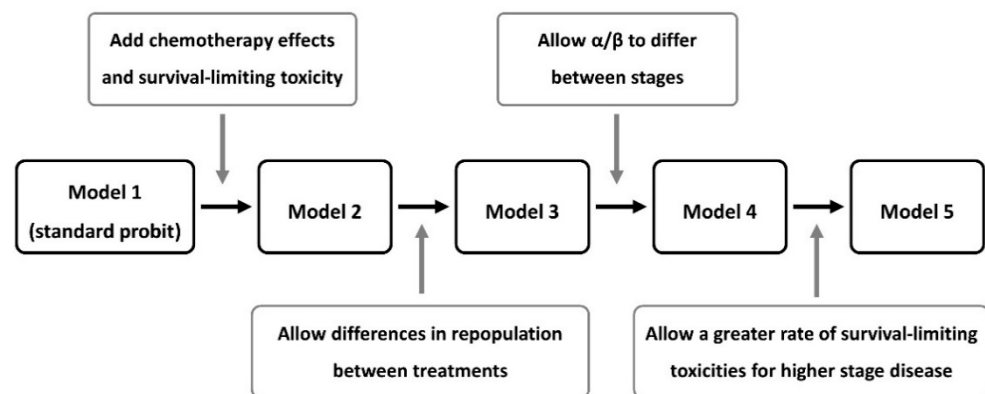 Add chemotherapy effects
and survival-limiting toxicity
Allow α/β to differ
between stages
Model 1
(standard probit)
Model 2
Model 3
Model 4
Model 5
Allow differences in repopulation
between treatments
Allow a greater rate of survival-limiting
toxicities for higher stage disease